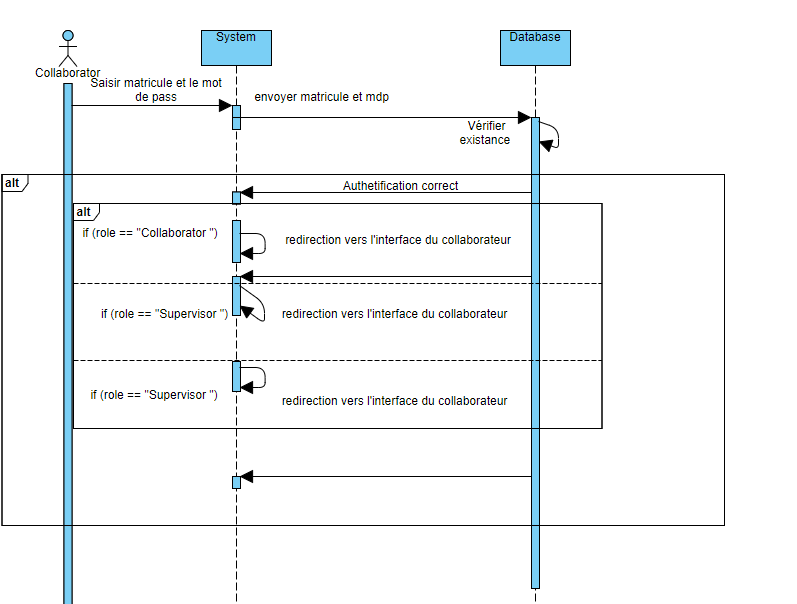 System
Database
Collaborator
Saisir matricule et le mot
de pass
envoyer matricule et mdp
Vérifier
existance
alt
Authetification correct
alt
if (role == "Collaborator ")
redirection vers l'interface du collaborateur
if (role == "Supervisor ")
redirection vers l'interface du collaborateur
if (role == "Supervisor ")
redirection vers l'interface du collaborateur